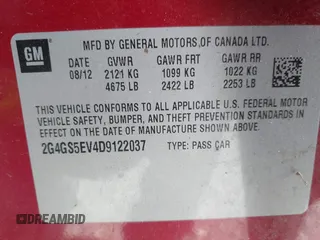 GM
MFD BY GENERAL MOTORS OF CANADA LTD.
08/12 GVWR GAWR FRT GAWR RR
2121 KG 1099 KG 1022 KG
4675 LB 2422 LB 2253 LB
THIS VEHICLE CONFORMS TO ALL APPLICABLE U.S. FEDERAL MOTOR
VEHICLE SAFETY, BUMPER, AND THEFT PREVENTION STANDARDS
IN EFFECT ON THE DATE OF MANUFACTURE SHOWN ABOVE.
2G4GS5EV4D9122037 TYPE: PASS CAR
© DREAMBID